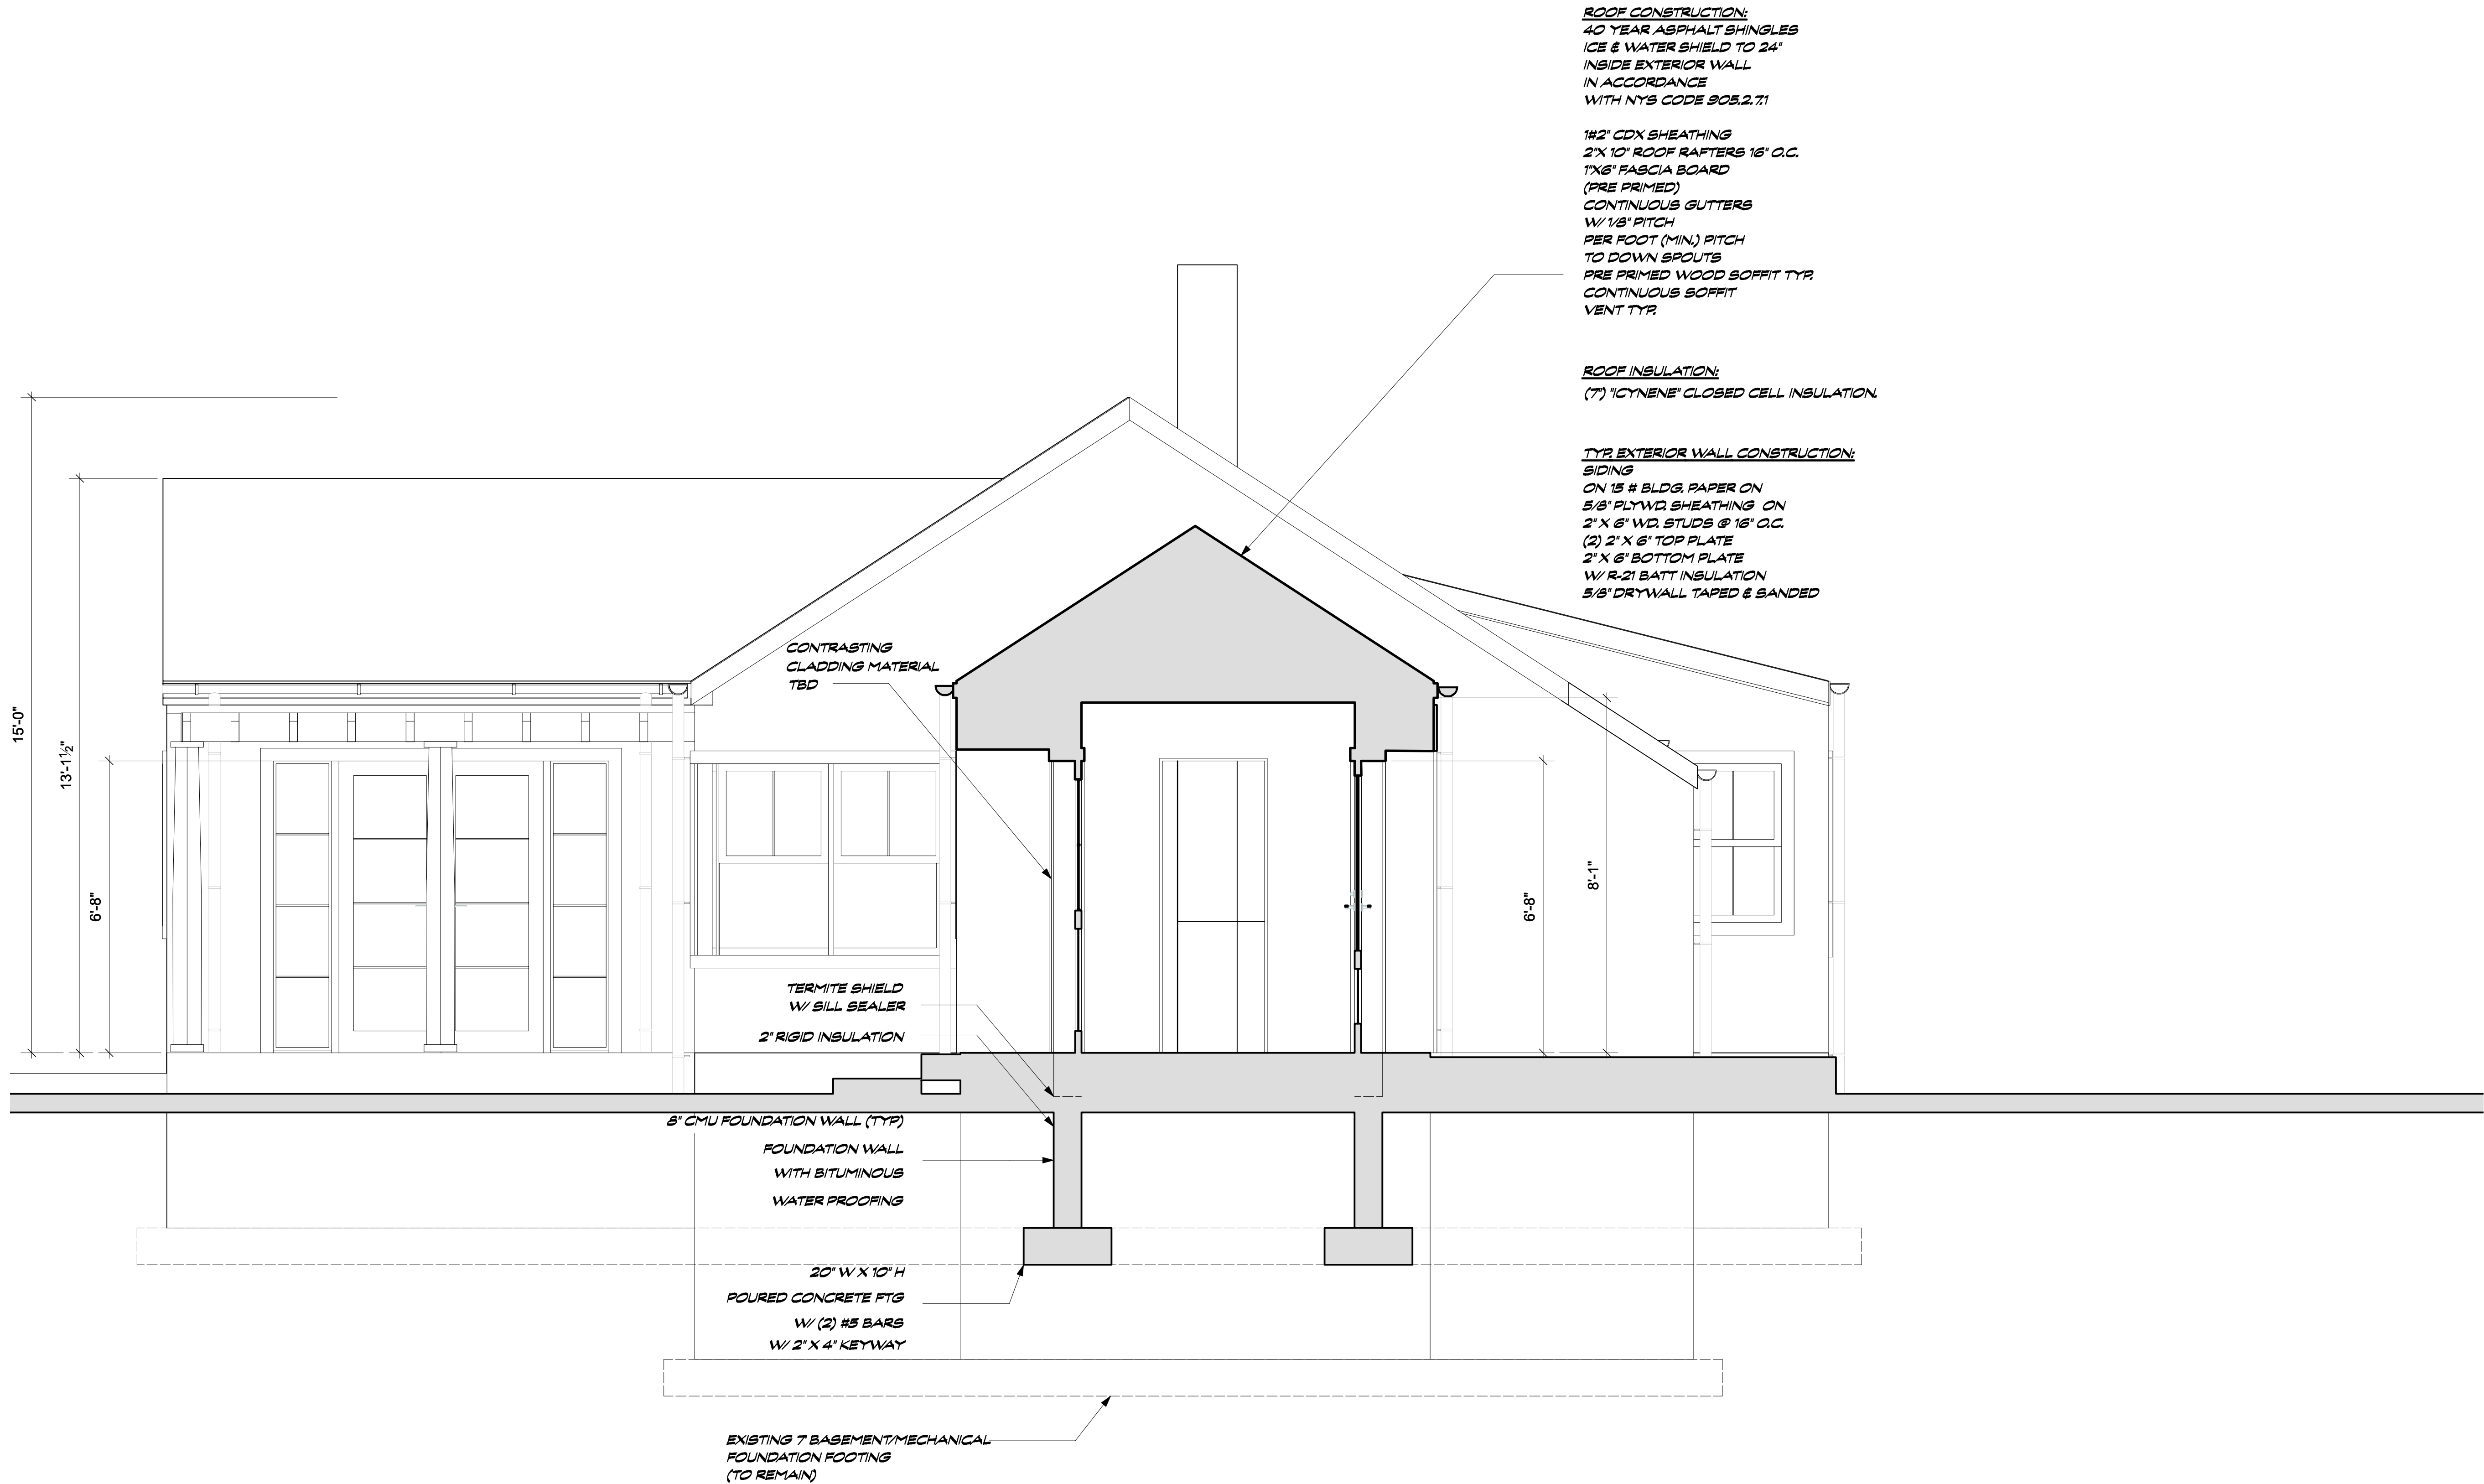 ROOF CONSTRUCTION:
40 YEAR ASPHALT SHINGLES
ICE & WATER SHIELD TO 24"
INSIDE EXTERIOR WALL
IN ACCORDANCE
WITH NYS CODE 905.2.7.1
1#2" CDX SHEATHING
2"X 10" ROOF RAFTERS 16" O.C.
1"X6" FASCIA BOARD
(PRE PRIMED)
CONTINUOUS GUTTERS
W/ 1/8" PITCH
PER FOOT (MIN.) PITCH
TO DOWN SPOUTS
PRE PRIMED WOOD SOFFIT TYP.
CONTINUOUS SOFFIT
VENT TYP.
ROOF INSULATION:
(7") "ICYNENE" CLOSED CELL INSULATION.
TYP. EXTERIOR WALL CONSTRUCTION:
SIDING
ON 15 # BLDG. PAPER ON
5/8" PLYWD. SHEATHING ON
2" X 6" WD. STUDS @ 16" O.C.
(2) 2" X 6" TOP PLATE
2" X 6" BOTTOM PLATE
W/ R-21 BATT INSULATION
5/8" DRYWALL TAPED & SANDED
CONTRASTING
CLADDING MATERIAL
TBD
15'-0"
13'-1½"
6'-8"
6'-8"
8'-1"
TERMITE SHIELD
W/ SILL SEALER
2" RIGID INSULATION
8" CMU FOUNDATION WALL (TYP)
FOUNDATION WALL
WITH BITUMINOUS
WATER PROOFING
20" W X 10" H
POURED CONCRETE FTG
W/ (2) #5 BARS
W/ 2" X 4" KEYWAY
EXISTING 7' BASEMENT/MECHANICAL
FOUNDATION FOOTING
(TO REMAIN)